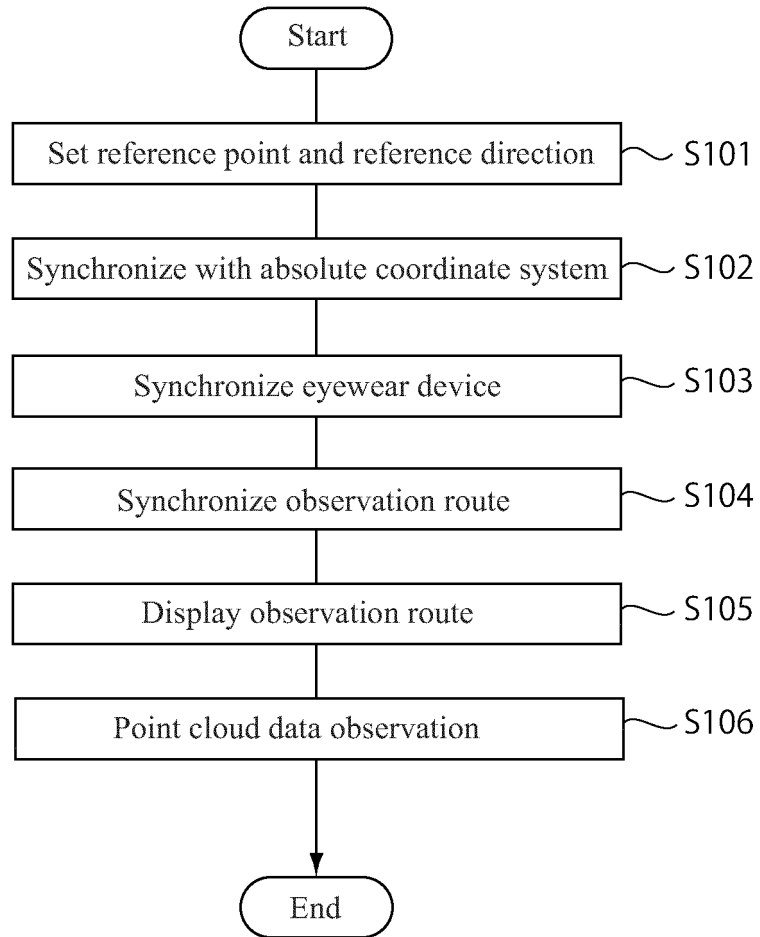 Start
Set reference point and reference direction
S101
Synchronize with absolute coordinate system
S102
Synchronize eyewear device
S103
Synchronize observation route
S104
Display observation route
S105
Point cloud data observation
S106
End